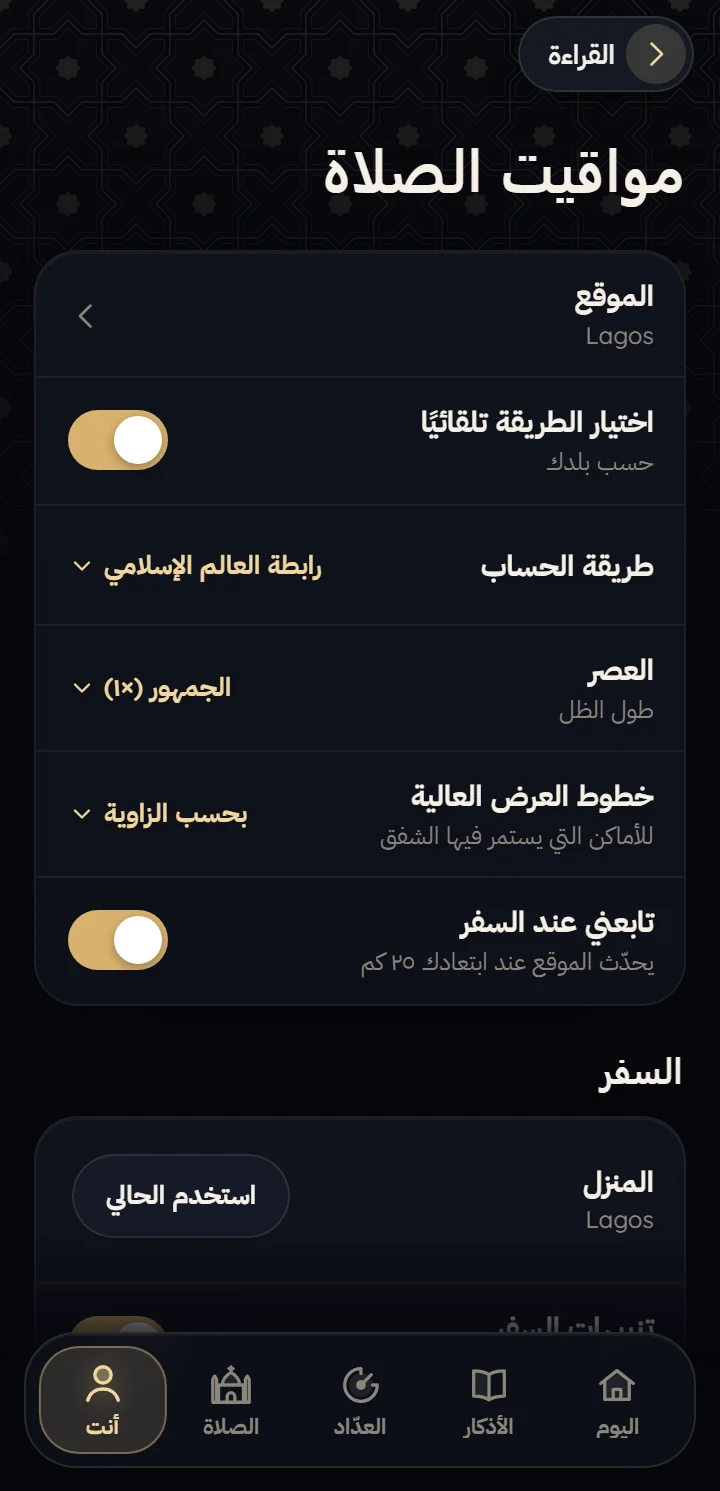 القراءة
مواقيت الصلاة
الموقع
Lagos
اختيار الطريقة تلقائيًا
حسب بلدك
طريقة الحساب
رابطة العالم الإسلامي
العصر
طول الظل
الجمهور (×١)
خطوط العرض العالية
للأماكن التي يستمر فيها الشفق
بحسب الزاوية
تابعني عند السفر
يحدّث الموقع عند ابتعادك ٢٥ كم
السفر
المنزل
Lagos
استخدم الحالي
اليوم
الأذكار
العدّاد
الصلاة
أنت